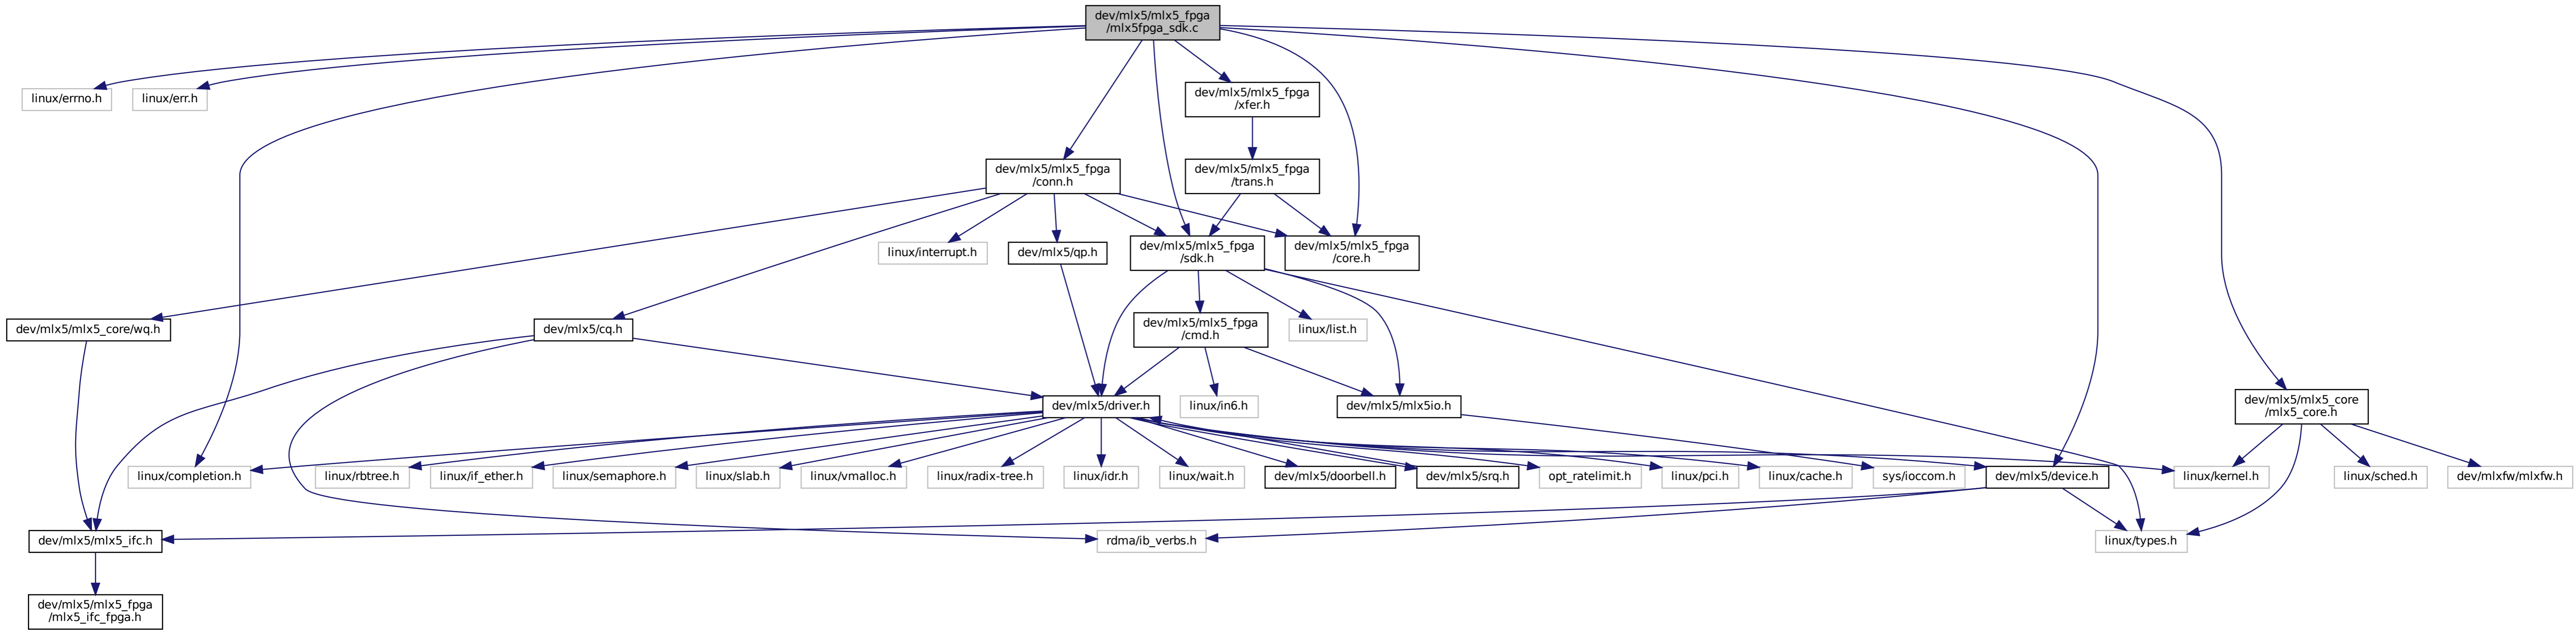 dev/mlx5/mlx5_fpga
/mlx5fpga_sdk.c
linux/errno.h
linux/err.h
dev/mlx5/mlx5_fpga
/xfer.h
dev/mlx5/mlx5_fpga
/conn.h
dev/mlx5/mlx5_fpga
/trans.h
linux/interrupt.h
dev/mlx5/qp.h
dev/mlx5/mlx5_fpga
/sdk.h
dev/mlx5/mlx5_fpga
/core.h
dev/mlx5/mlx5_core/wq.h
dev/mlx5/cq.h
dev/mlx5/mlx5_fpga
/cmd.h
linux/list.h
dev/mlx5/driver.h
linux/in6.h
dev/mlx5/mlx5io.h
dev/mlx5/mlx5_core
/mlx5_core.h
linux/completion.h
linux/rbtree.h
linux/if_ether.h
linux/semaphore.h
linux/slab.h
linux/vmalloc.h
linux/radix-tree.h
linux/idr.h
linux/wait.h
dev/mlx5/doorbell.h
dev/mlx5/srq.h
opt_ratelimit.h
linux/pci.h
linux/cache.h
sys/ioccom.h
dev/mlx5/device.h
linux/kernel.h
linux/sched.h
dev/mlxfw/mlxfw.h
dev/mlx5/mlx5_ifc.h
rdma/ib_verbs.h
linux/types.h
dev/mlx5/mlx5_fpga
/mlx5_ifc_fpga.h